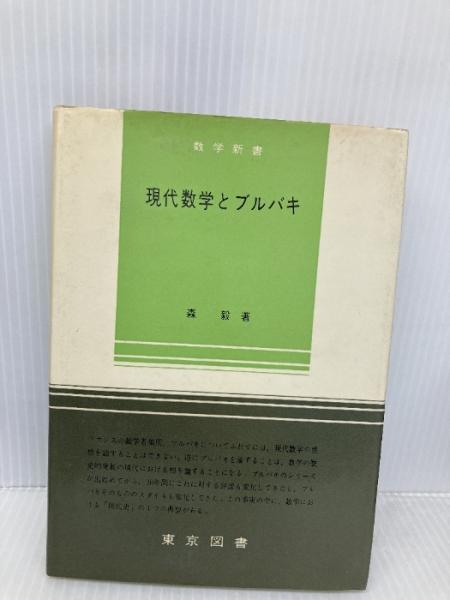 数学新書
現代数学とブルバキ
森 毅 著
フランスの数学者集団，ブルバキについてふれずには，現代数学の思
想を論ずることはできない。逆にブルバキを論ずることは，数学の歴
史的発展の現代における相を論ずることになる。ブルバキのシリーズ
が出始めてから，30年間にこれに対する評価も変化してきたし，ブル
バキそのもののスタイルも変化してきた。この事実の中に，数学にお
ける「現代史」の1つの典型がある。
東京図書